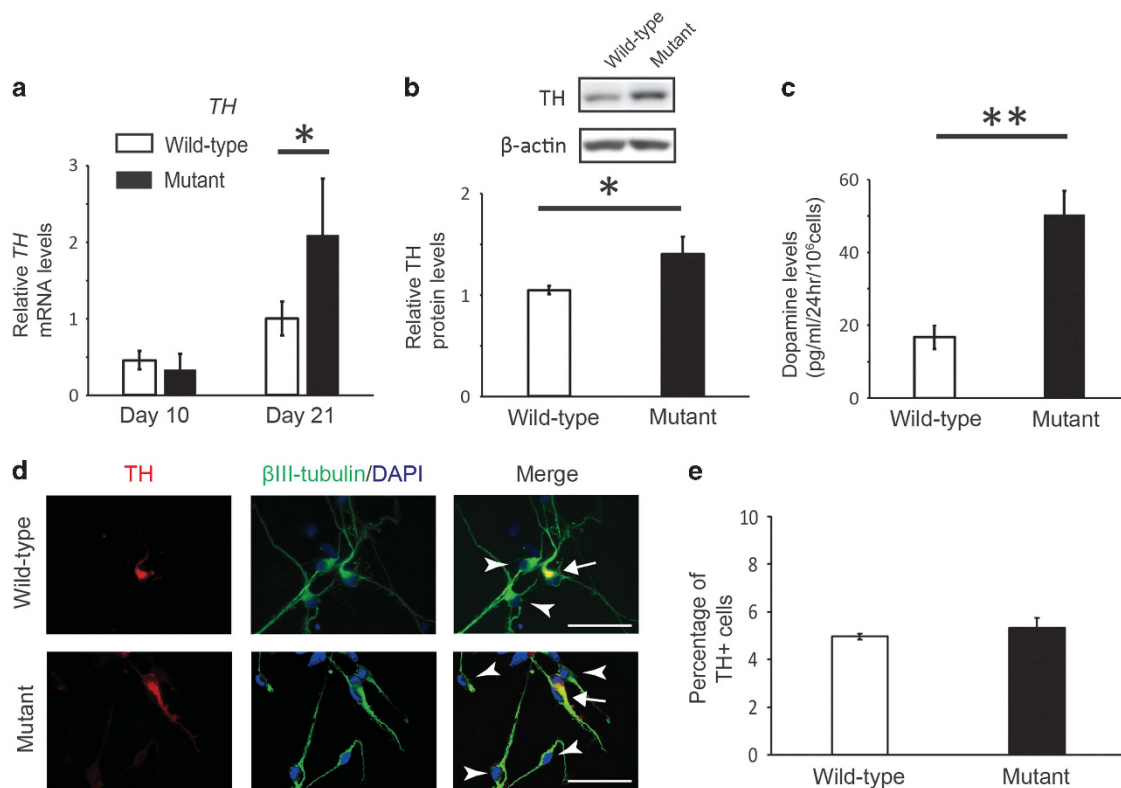 a
TH
Wild-type
Mutant
*
Relative TH
mRNA levels
3
2
1
0
Day 10
Day 21
b
Wild-type
Mutant
TH
β-actin
*
Relative TH
protein levels
2
1
0
Wild-type
Mutant
c
**
Dopamine levels
(pg/ml/24hr/10⁶cells)
60
50
40
30
20
10
0
Wild-type
Mutant
d
TH
βIII-tubulin/DAPI
Merge
Wild-type
Mutant
e
Percentage of
TH+ cells
10
8
6
4
2
0
Wild-type
Mutant